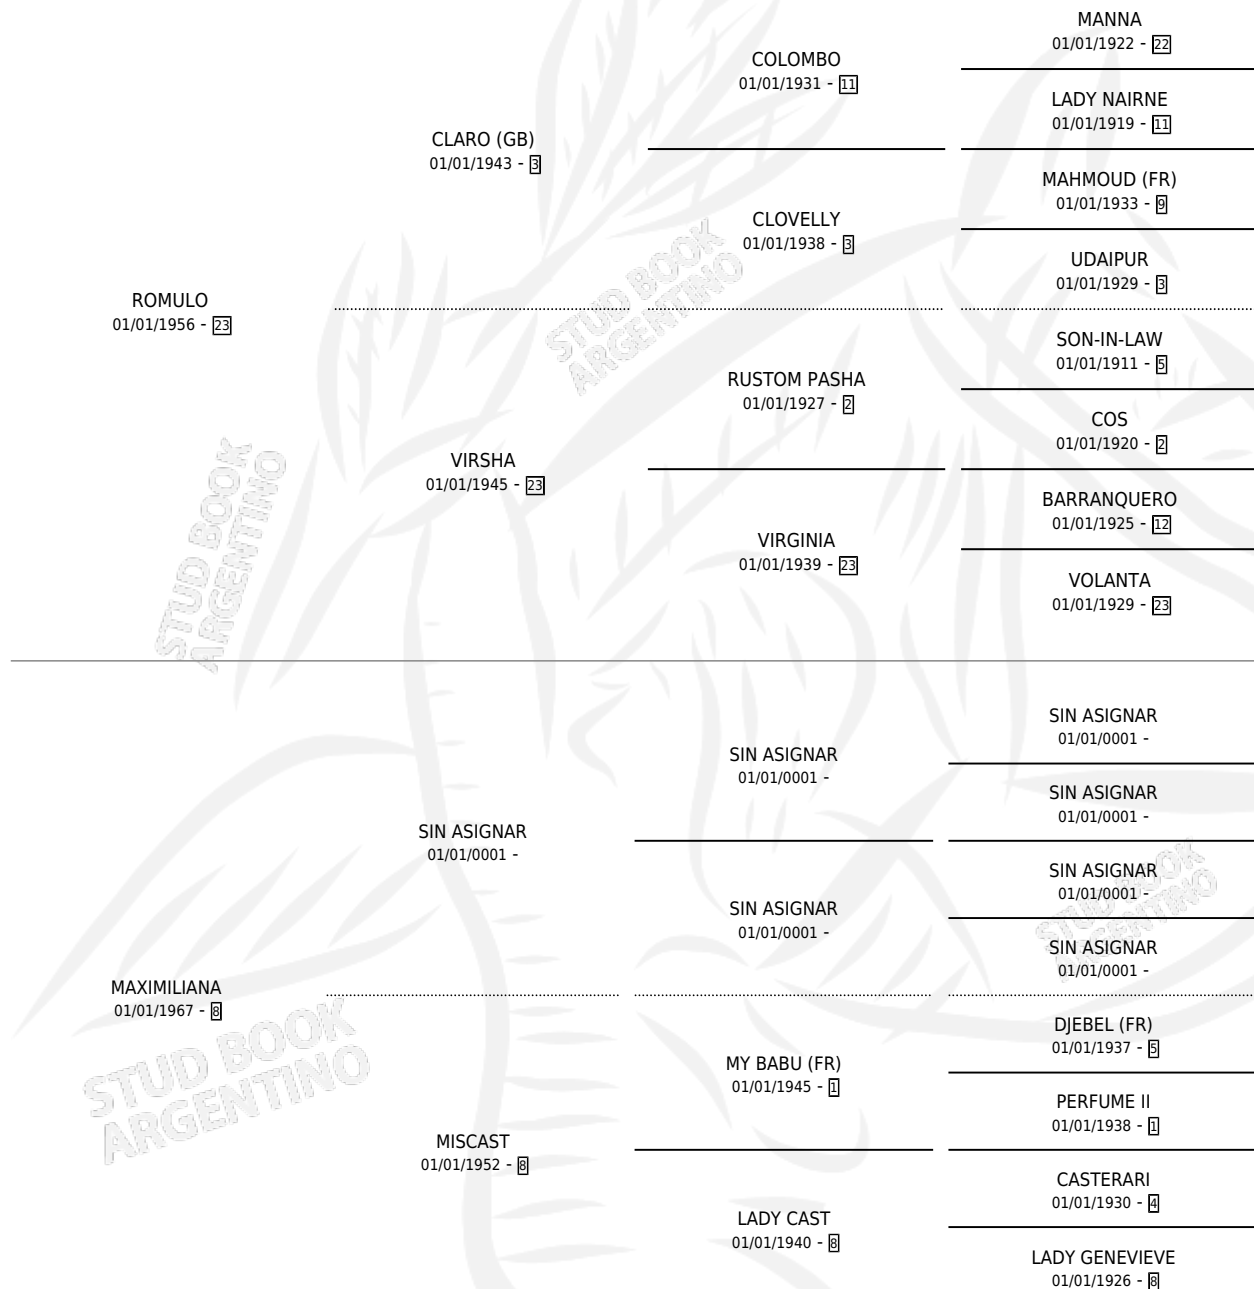 MANNA
01/01/1922 - 22
COLOMBO
01/01/1931 - 11
LADY NAIRNE
01/01/1919 - 11
CLARO (GB)
01/01/1943 - 3
MAHMOUD (FR)
01/01/1933 - 9
CLOVELLY
01/01/1938 - 3
UDAIPUR
01/01/1929 - 3
ROMULO
01/01/1956 - 23
STUD BOOK
ARGENTINO
SON-IN-LAW
01/01/1911 - 5
RUSTOM PASHA
01/01/1927 - 2
COS
01/01/1920 - 2
VIRSHA
01/01/1945 - 23
BARRANQUERO
01/01/1925 - 12
VIRGINIA
01/01/1939 - 23
VOLANTA
01/01/1929 - 23
STUD BOOK
ARGENTINO
SIN ASIGNAR
01/01/0001 -
SIN ASIGNAR
01/01/0001 -
SIN ASIGNAR
01/01/0001 -
SIN ASIGNAR
01/01/0001 -
SIN ASIGNAR
01/01/0001 -
SIN ASIGNAR
01/01/0001 -
SIN ASIGNAR
01/01/0001 -
STUD BOOK
ARGENTINO
MAXIMILIANA
01/01/1967 - 8
STUD BOOK
ARGENTINO
DJEBEL (FR)
01/01/1937 - 5
MY BABU (FR)
01/01/1945 - 1
PERFUME II
01/01/1938 - 1
MISCAST
01/01/1952 - 8
CASTERARI
01/01/1930 - 4
LADY CAST
01/01/1940 - 8
LADY GENEVIEVE
01/01/1926 - 8